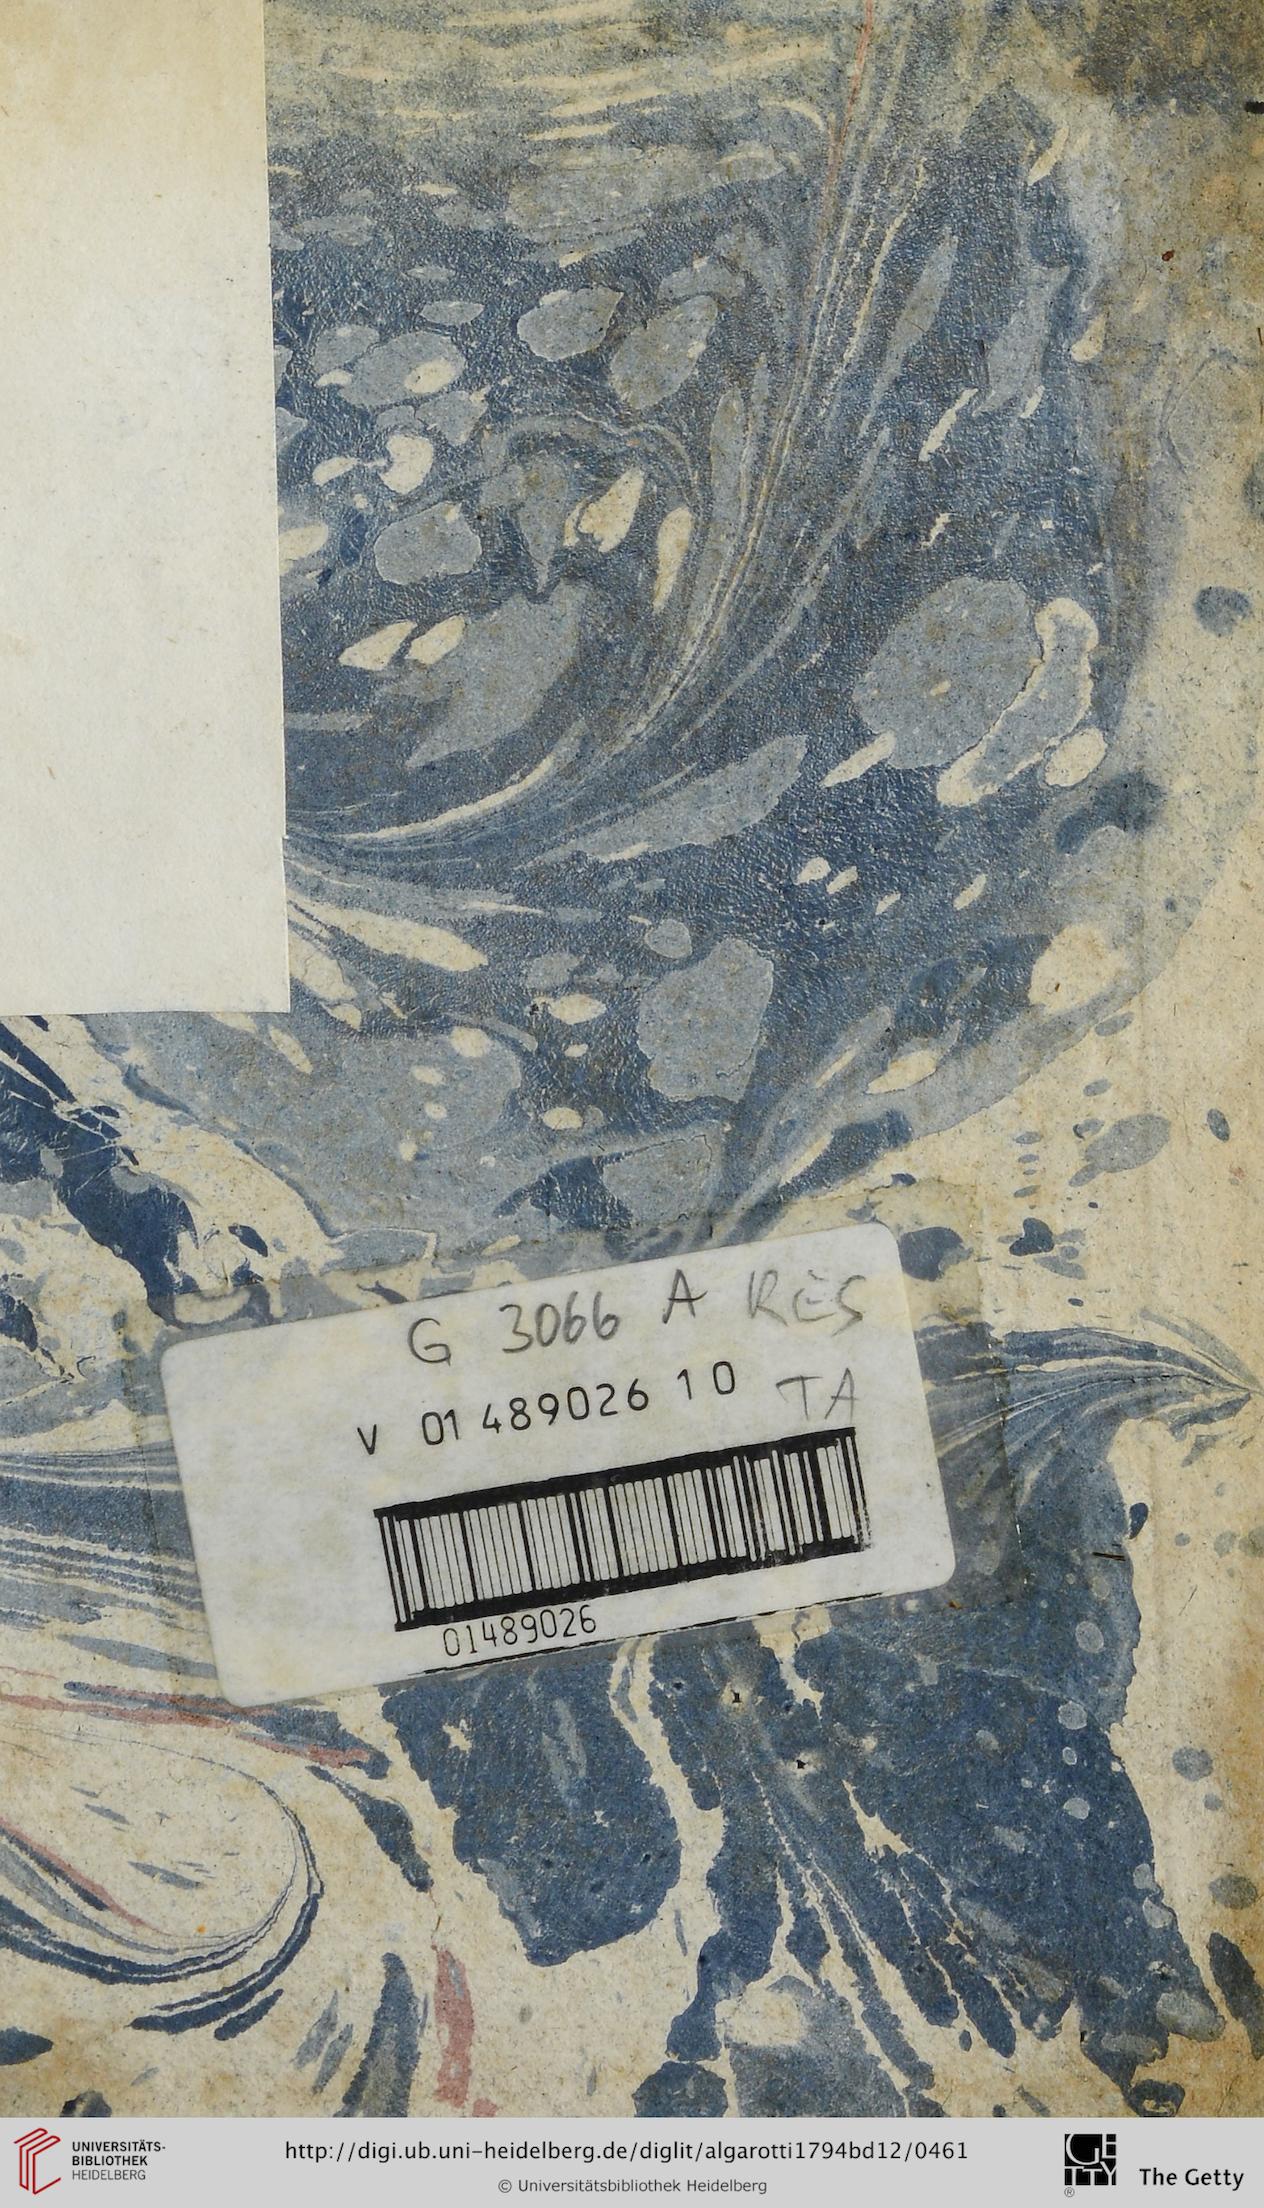 G 3066 A RES
V 01 489026 10 TA
01489026
UNIVERSITÄTS-
BIBLIOTHEK
HEIDELBERG
http://digi.ub.uni-heidelberg.de/diglit/algarotti1794bd12/0461
© Universitätsbibliothek Heidelberg
GETTY
®
The Getty